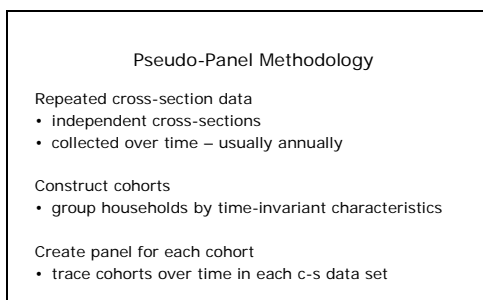 Pseudo-Panel Methodology
Repeated cross-section data
• independent cross-sections
• collected over time – usually annually
Construct cohorts
• group households by time-invariant characteristics
Create panel for each cohort
• trace cohorts over time in each c-s data set